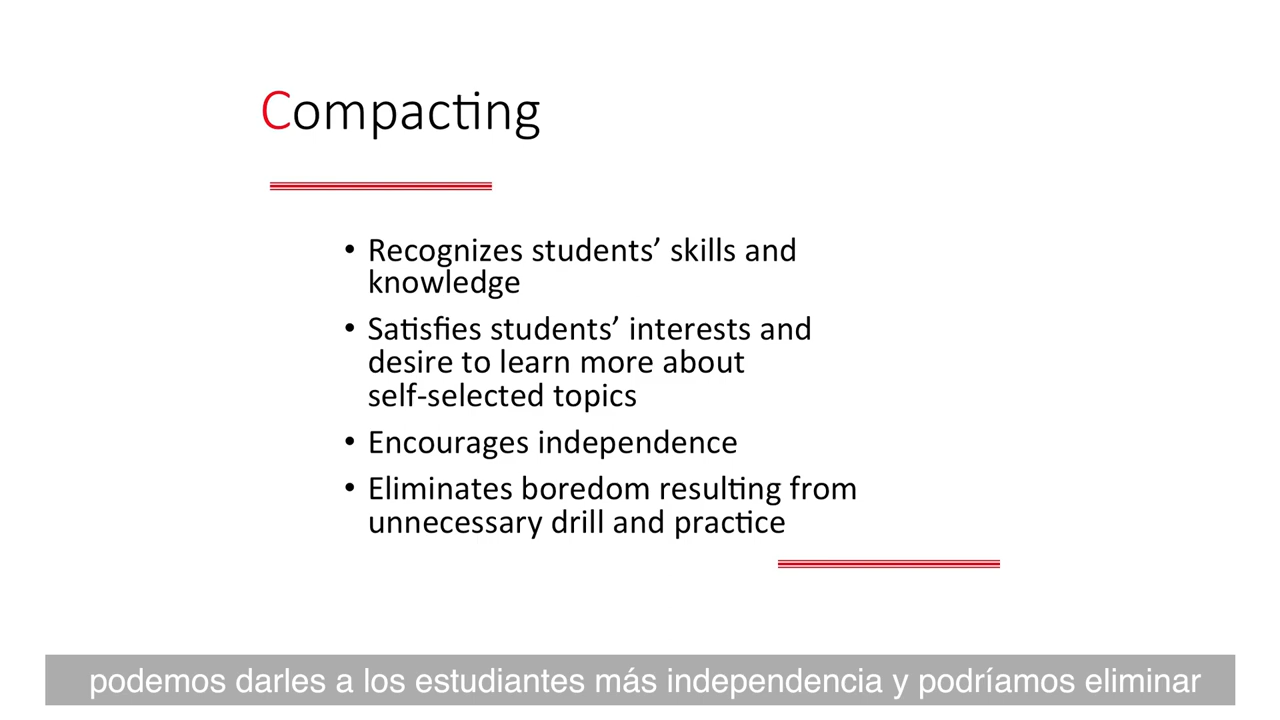 Compacting
• Recognizes students’ skills and
knowledge
• Satisfies students’ interests and
desire to learn more about
self-selected topics
• Encourages independence
• Eliminates boredom resulting from
unnecessary drill and practice
podemos darles a los estudiantes más independencia y podríamos eliminar